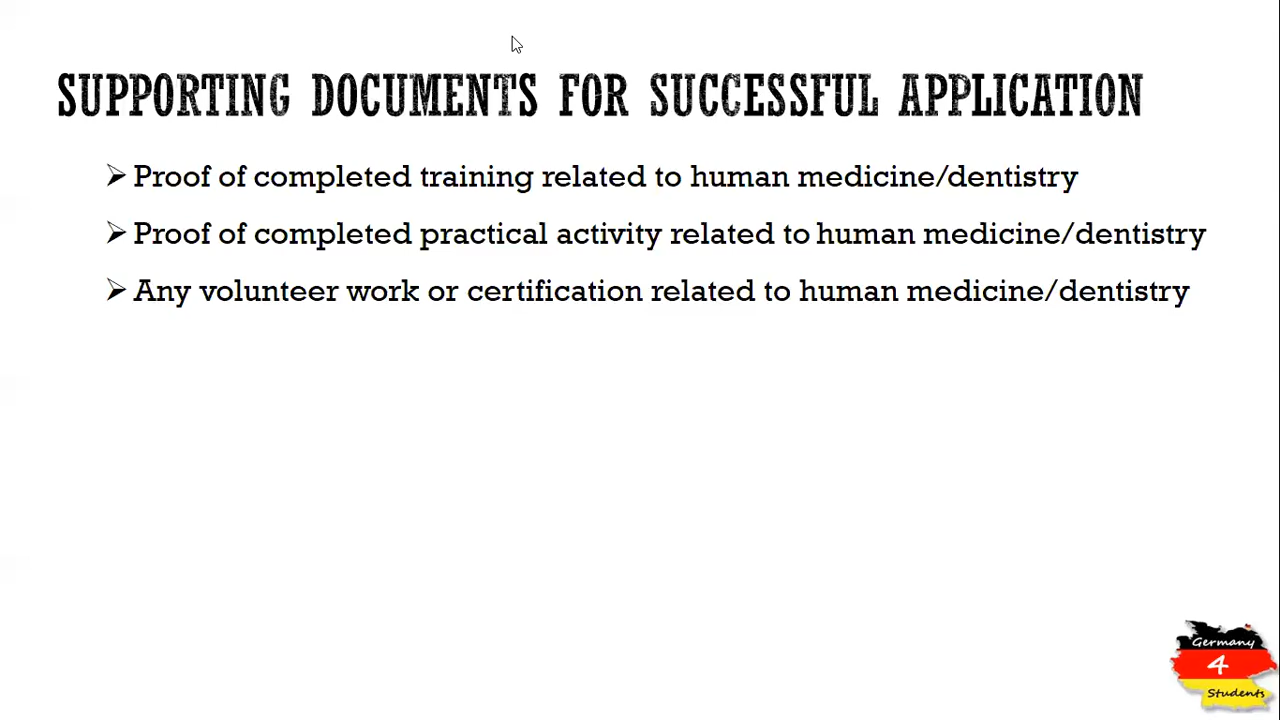 SUPPORTING DOCUMENTS FOR SUCCESSFUL APPLICATION
Proof of completed training related to human medicine/dentistry
Proof of completed practical activity related to human medicine/dentistry
Any volunteer work or certification related to human medicine/dentistry
Germany
4
Students